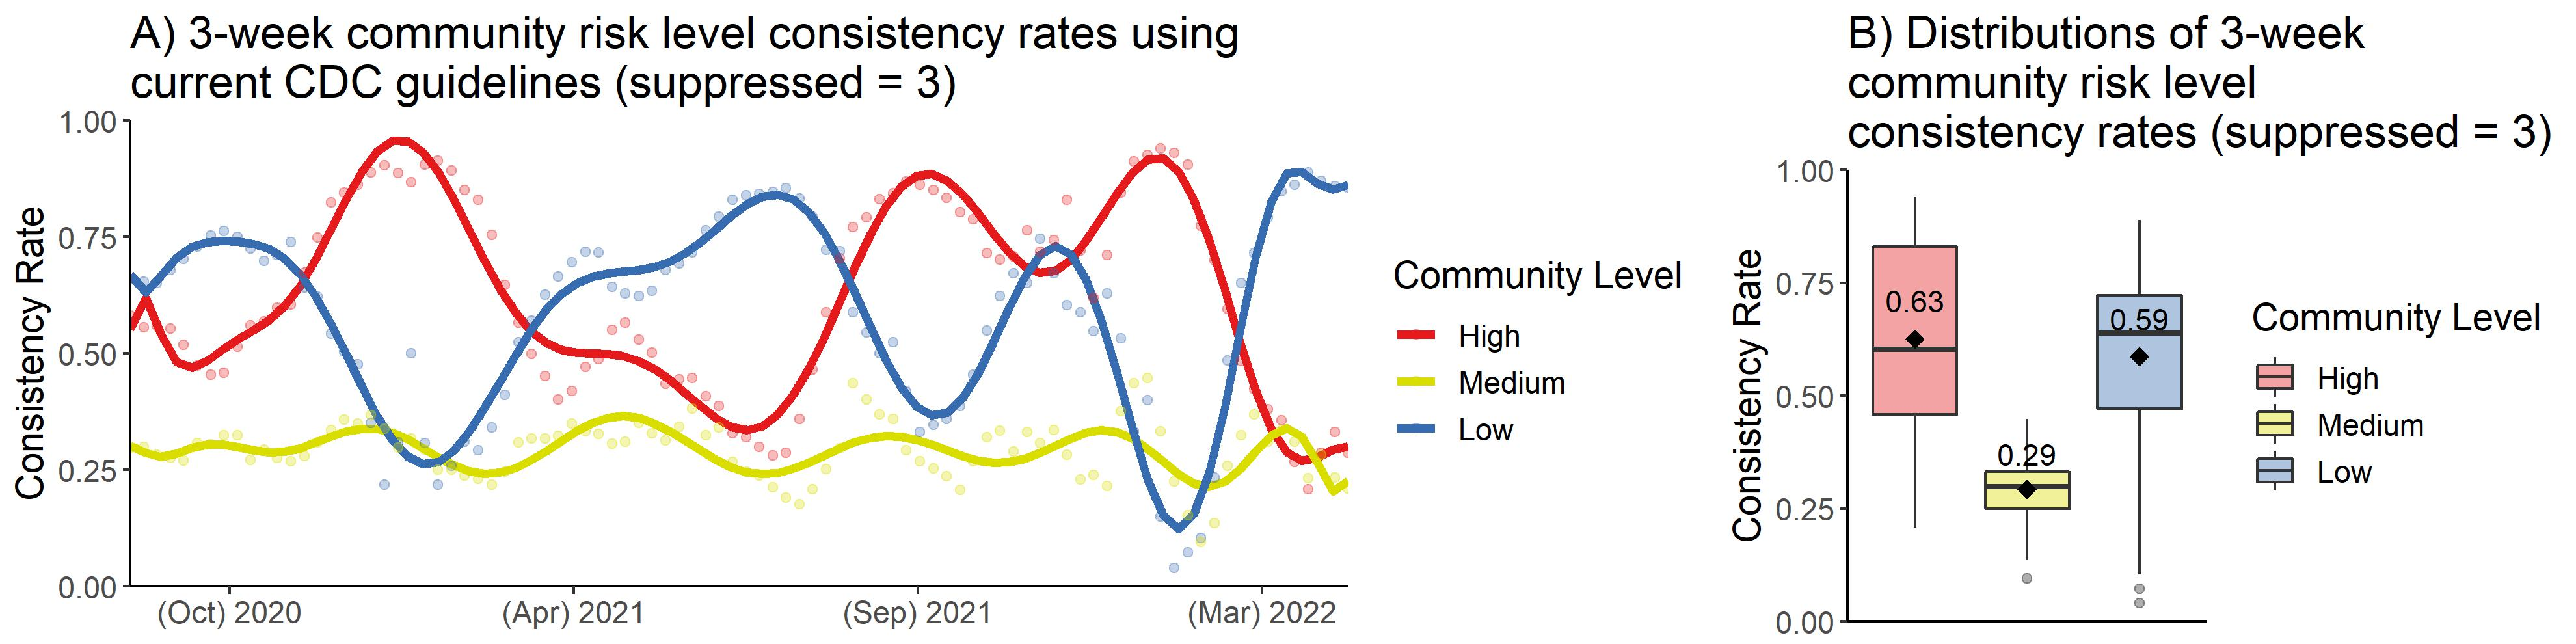 A) 3-week community risk level consistency rates using
current CDC guidelines (suppressed = 3)
Consistency Rate
1.00
0.75
0.50
0.25
0.00
(Oct) 2020
(Apr) 2021
(Sep) 2021
(Mar) 2022
Community Level
High
Medium
Low
B) Distributions of 3-week
community risk level
consistency rates (suppressed = 3)
Consistency Rate
1.00
0.75
0.50
0.25
0.00
0.63
0.29
0.59
Community Level
High
Medium
Low